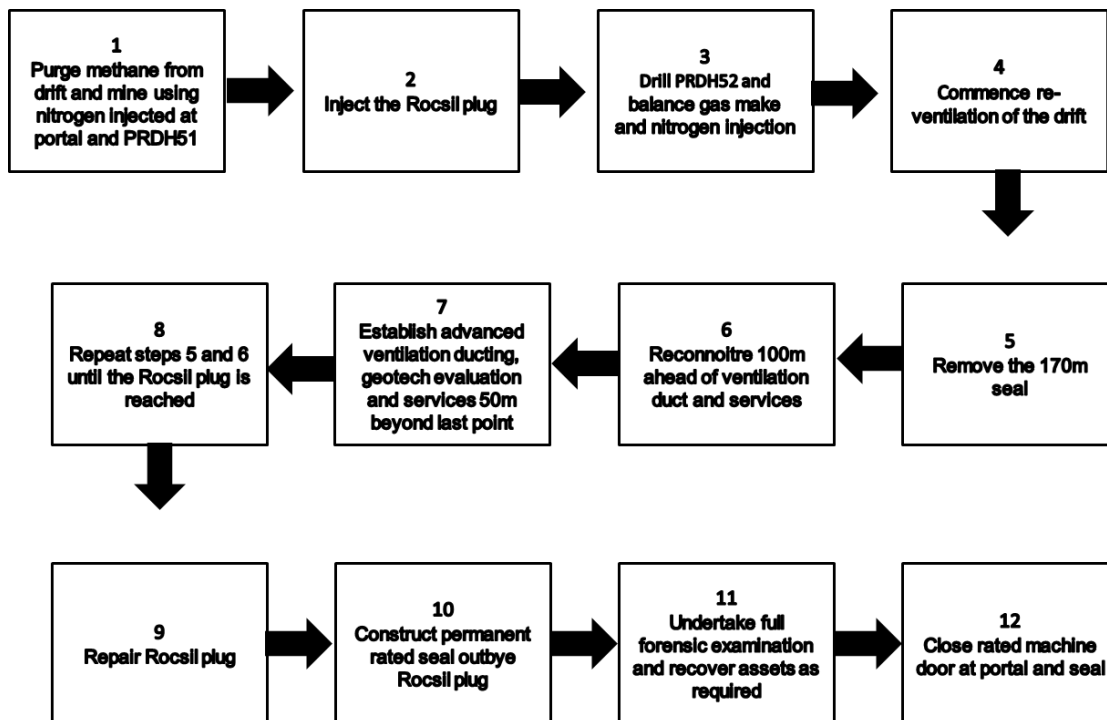 1
Purge methane from
drift and mine using
nitrogen injected at
portal and PRDH51
2
Inject the Rocsil plug
3
Drill PRDH52 and
balance gas make
and nitrogen injection
4
Commence re-
ventilation of the drift
5
Remove the 170m
seal
6
Reconnoitre 100m
ahead of ventilation
duct and services
7
Establish advanced
ventilation ducting,
geotech evaluation
and services 50m
beyond last point
8
Repeat steps 5 and 6
until the Rocsil plug is
reached
9
Repair Rocsil plug
10
Construct permanent
rated seal outbye
Rocsil plug
11
Undertake full
forensic examination
and recover assets as
required
12
Close rated machine
door at portal and seal